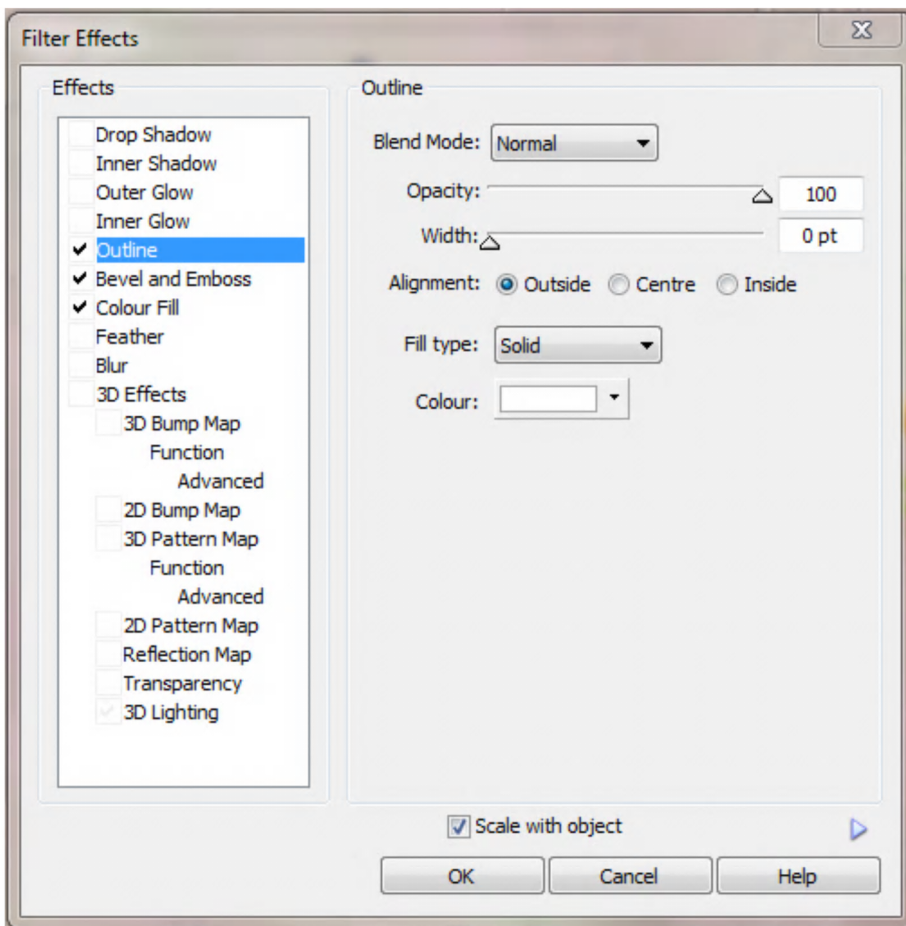 Filter Effects
Effects
Drop Shadow
Inner Shadow
Outer Glow
Inner Glow
Outline
Bevel and Emboss
Colour Fill
Feather
Blur
3D Effects
3D Bump Map
Function
Advanced
2D Bump Map
3D Pattern Map
Function
Advanced
2D Pattern Map
Reflection Map
Transparency
3D Lighting
Outline
Blend Mode: Normal
Opacity: 100
Width: 0 pt
Alignment: Outside Centre Inside
Fill type: Solid
Colour:
Scale with object
OK Cancel Help